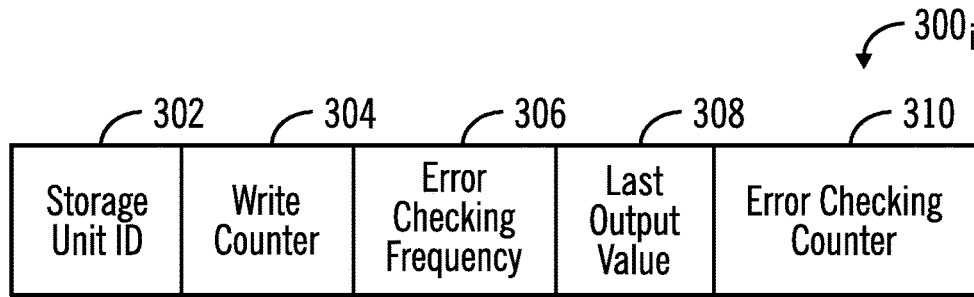 300i
302 304 306 308 310
Storage Unit ID
Write Counter
Error Checking Frequency
Last Output Value
Error Checking Counter